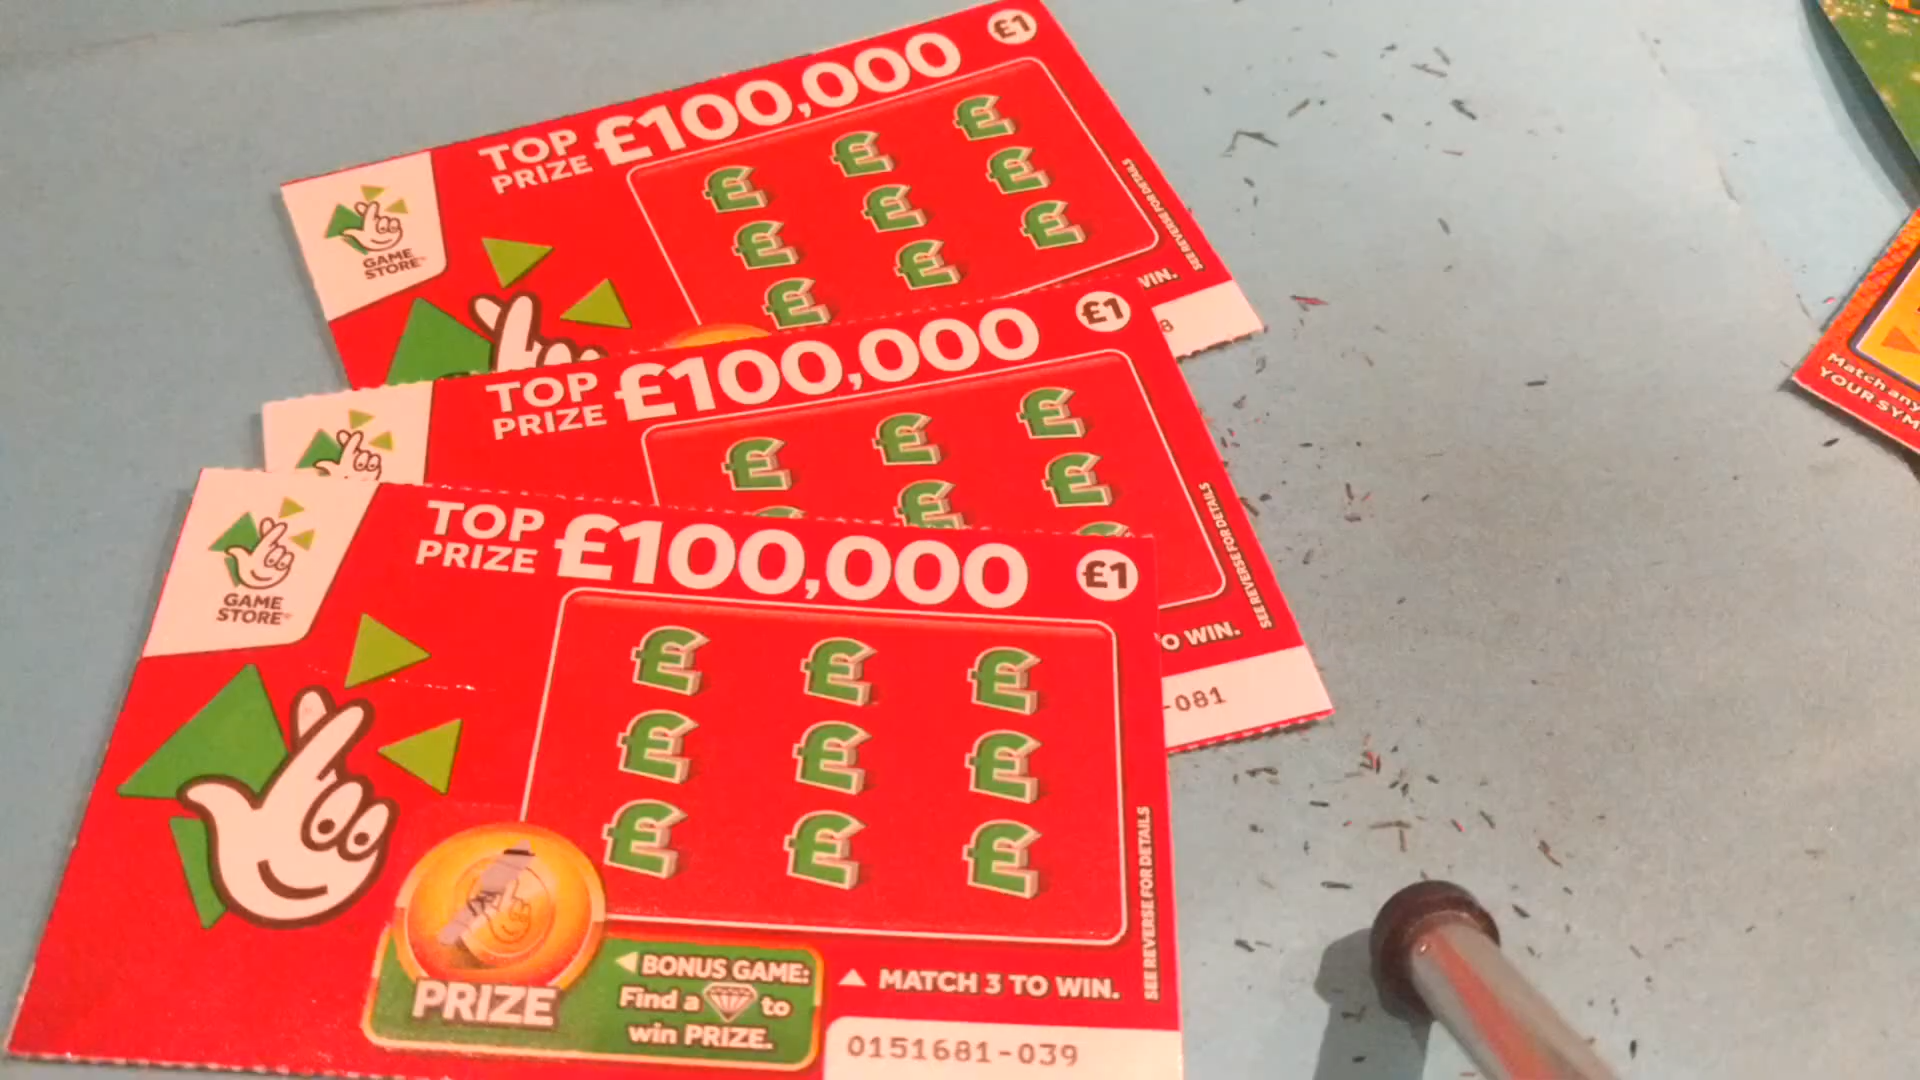 £1
TOP
PRIZE
£100,000
£ £ £
£ £ £
£ £ £
GAME
STORE
SEE REVERSE FOR DETAILS
WIN.
8
£1
TOP
PRIZE
£100,000
£ £ £
£ £
SEE REVERSE FOR DETAILS
O WIN.
-081
GAME
STORE
TOP
PRIZE
£100,000
£1
£ £ £
£ £ £
£ £ £
SEE REVERSE FOR DETAILS
PRIZE
BONUS GAME:
Find a to
win PRIZE.
MATCH 3 TO WIN.
0151681-039
Match any
YOUR SYM